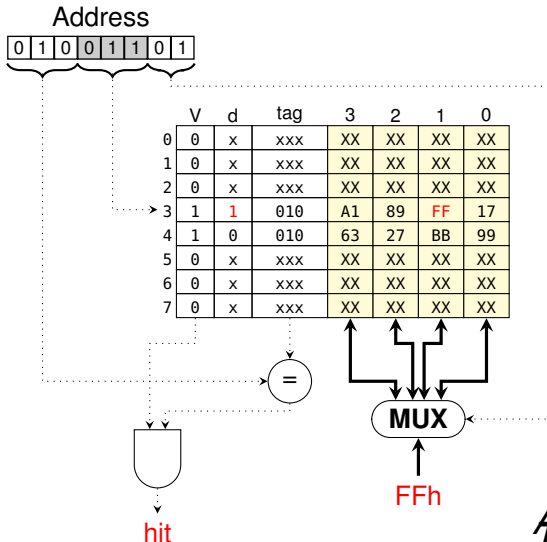 Address
0 1 0 0 1 1 0 1
V d tag 3 2 1 0
0 0 x xxx XX XX XX XX
1 0 x xxx XX XX XX XX
2 0 x xxx XX XX XX XX
3 1 1 010 A1 89 FF 17
4 1 0 010 63 27 BB 99
5 0 x xxx XX XX XX XX
6 0 x xxx XX XX XX XX
7 0 x xxx XX XX XX XX
=
MUX
FFh
hit